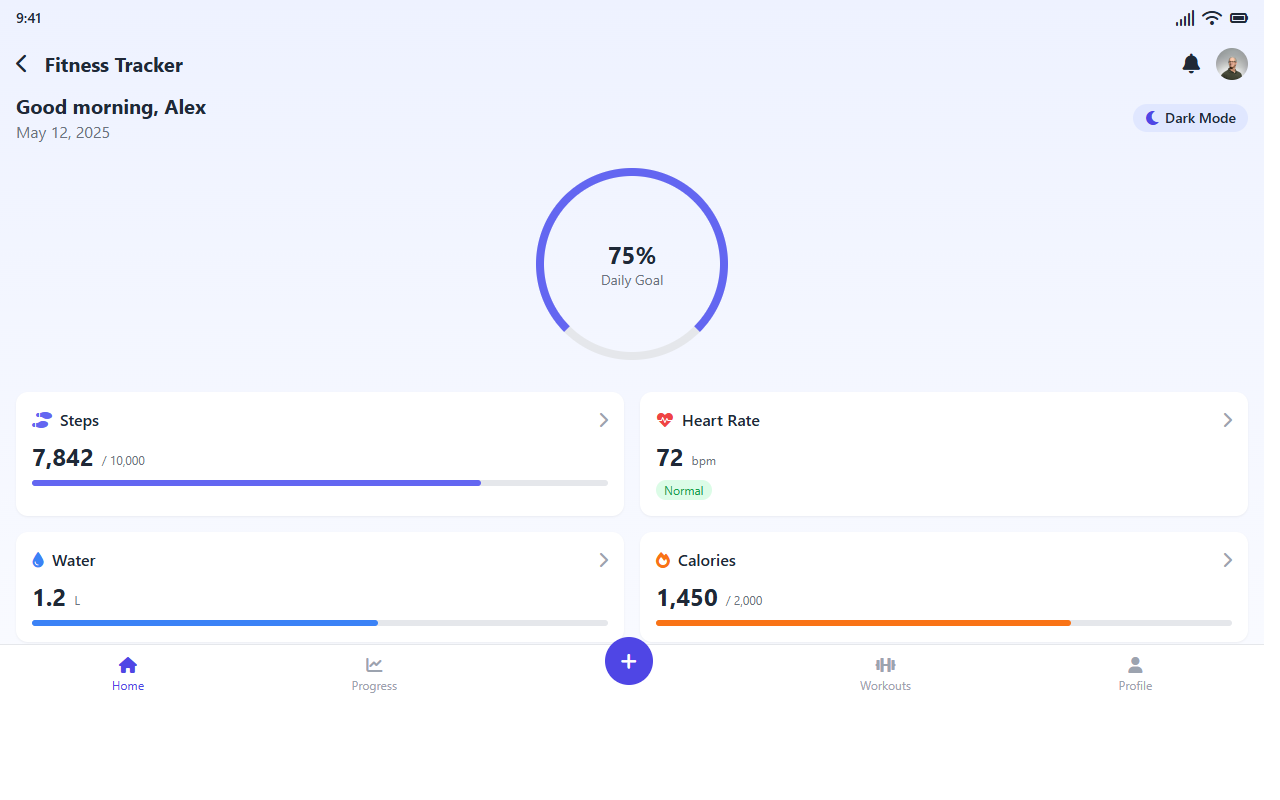 9:41
Fitness Tracker
Good morning, Alex
May 12, 2025
Dark Mode
75%
Daily Goal
Steps
7,842 / 10,000
Heart Rate
72 bpm
Normal
Water
1.2 L
Calories
1,450 / 2,000
Home
Progress
+
Workouts
Profile